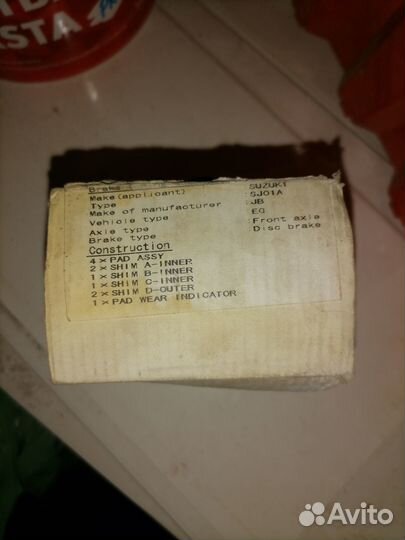 STA
Brake
Make(applicant) :SUZUKI
Type :SJ01A
Make of manufacturer :JB
Vehicle type :EQ
Axle type :Front axle
Brake type :Disc brake
Construction
4×PAD ASSY
2×SHIM A-INNER
1×SHIM B-INNER
1×SHIM C-INNER
2×SHIM D-OUTER
1×PAD WEAR INDICATOR
Avito